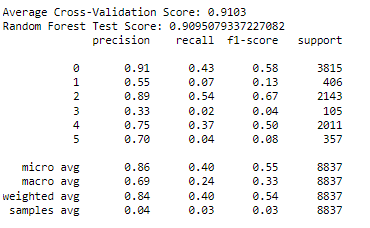 Average Cross-Validation Score: 0.9103
Random Forest Test Score: 0.9095079337227082
precision recall f1-score support
0 0.91 0.43 0.58 3815
1 0.55 0.07 0.13 406
2 0.89 0.54 0.67 2143
3 0.33 0.02 0.04 105
4 0.75 0.37 0.50 2011
5 0.70 0.04 0.08 357
micro avg 0.86 0.40 0.55 8837
macro avg 0.69 0.24 0.33 8837
weighted avg 0.84 0.40 0.54 8837
samples avg 0.04 0.03 0.03 8837